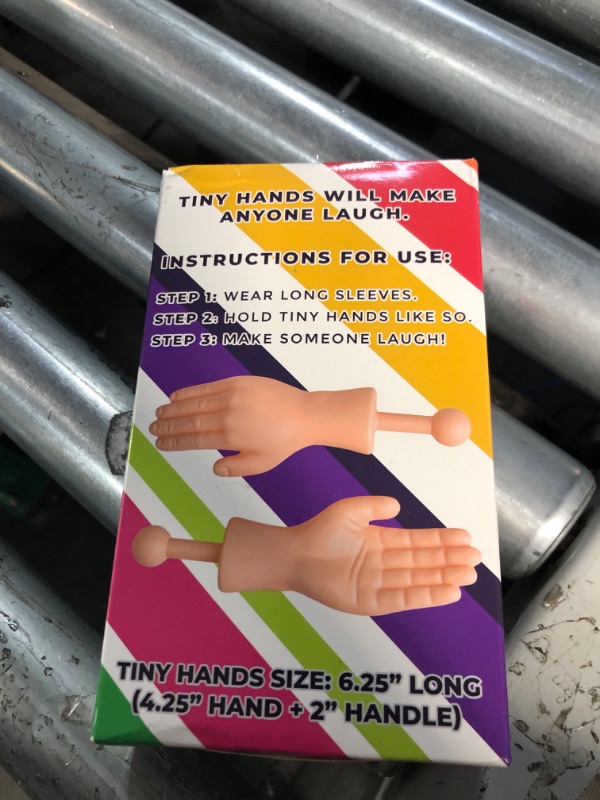 TINY HANDS WILL MAKE
ANYONE LAUGH.
INSTRUCTIONS FOR USE:
STEP 1: WEAR LONG SLEEVES.
STEP 2: HOLD TINY HANDS LIKE SO.
STEP 3: MAKE SOMEONE LAUGH!
TINY HANDS SIZE: 6.25” LONG
(4.25” HAND + 2” HANDLE)